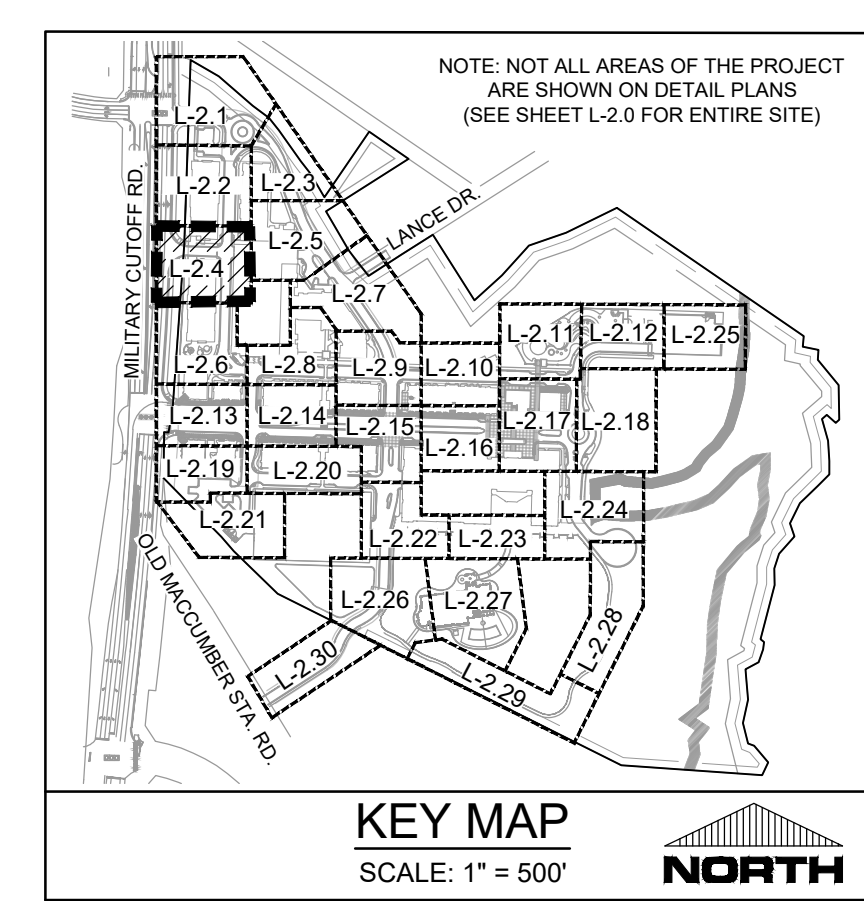 NOTE: NOT ALL AREAS OF THE PROJECT
ARE SHOWN ON DETAIL PLANS
(SEE SHEET L-2.0 FOR ENTIRE SITE)
L-2.1
L-2.2
L-2.3
MILITARY CUTOFF RD.
LANCE DR.
L-2.4
L-2.5
L-2.7
L-2.6
L-2.8
L-2.9
L-2.10
L-2.11
L-2.12
L-2.25
L-2.13
L-2.14
L-2.15
L-2.16
L-2.17
L-2.18
L-2.19
L-2.20
L-2.21
L-2.22
L-2.23
L-2.24
OLD MACCUMBER STA. RD.
L-2.26
L-2.27
L-2.28
L-2.30
L-2.29
KEY MAP
SCALE: 1" = 500'
NORTH